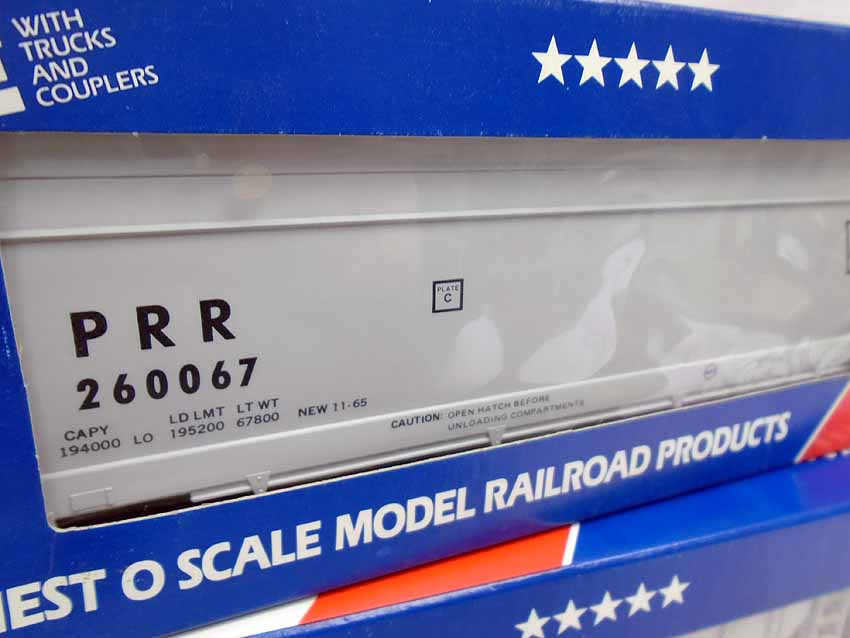 WITH
TRUCKS
AND
COUPLERS
PLATE
C
PRR
260067
CAPY LD LMT LT WT NEW 11-65
194000 LO 195200 67800
CAUTION: OPEN HATCH BEFORE
UNLOADING COMPARTMENTS
O SCALE MODEL RAILROAD PRODUCTS